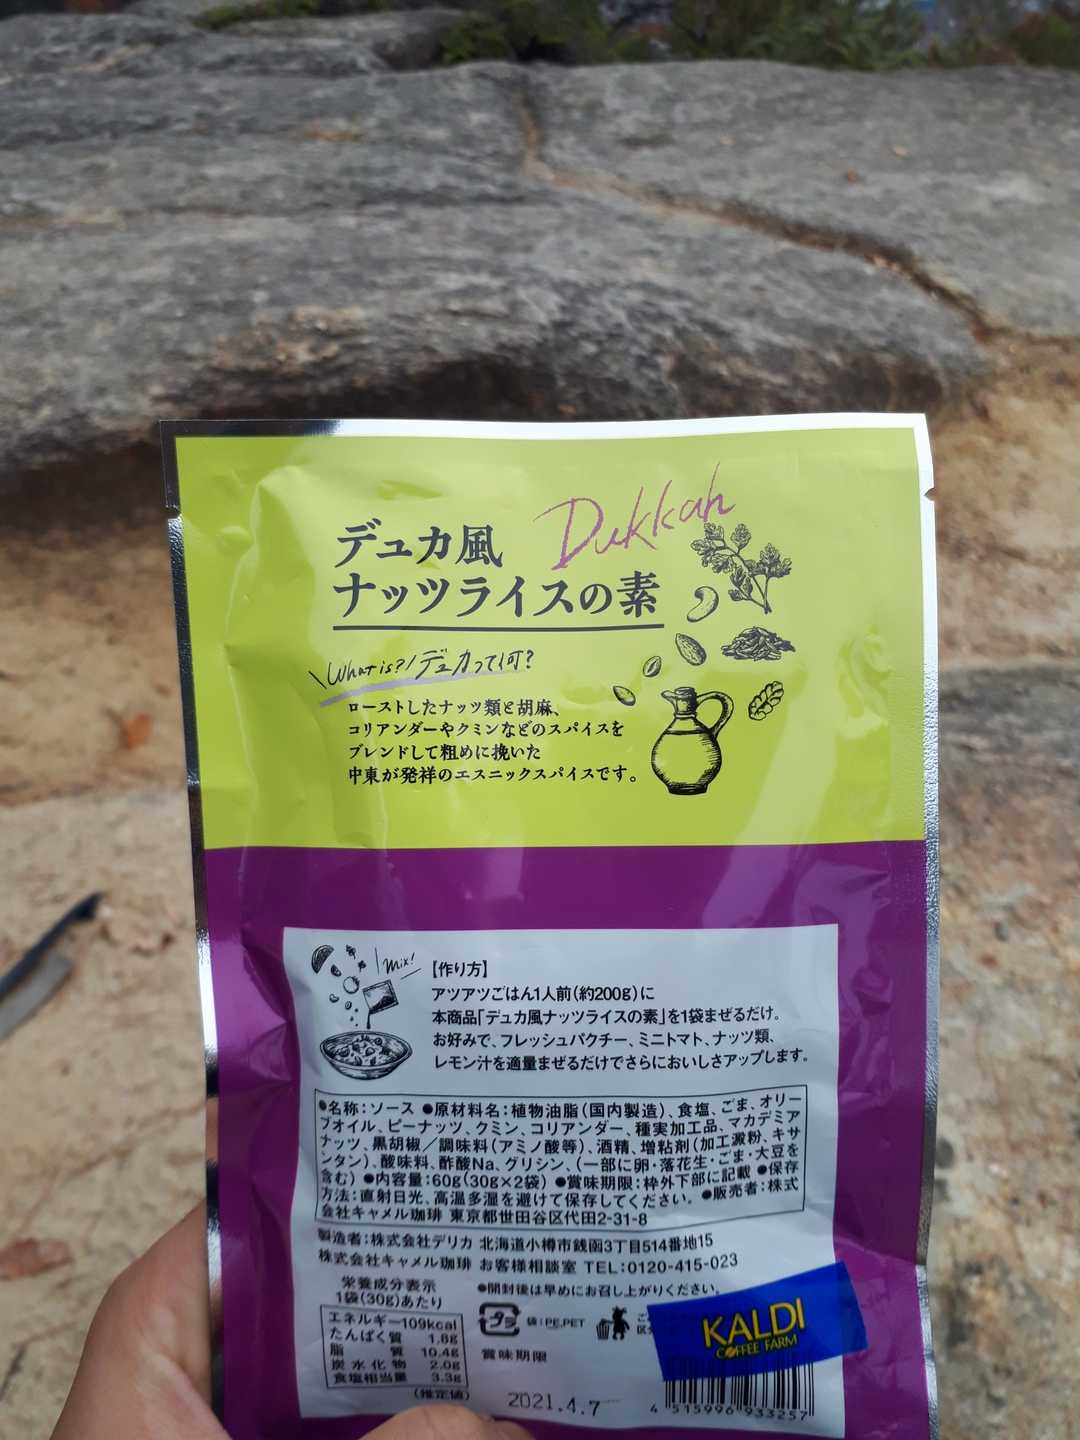 Dukkah
デュカ風
ナッツライスの素
\What is?/デュカって何?
ローストしたナッツ類と胡麻、
コリアンダーやクミンなどのスパイスを
ブレンドして粗めに挽いた
中東が発祥のエスニックスパイスです。
mix!
【作り方】
アツアツごはん1人前(約200g)に
本商品「デュカ風ナッツライスの素」を1袋まぜるだけ。
お好みで、フレッシュパクチー、ミニトマト、ナッツ類、
レモン汁を適量まぜるだけでさらにおいしさアップします。
●名称:ソース ●原材料名:植物油脂(国内製造)、食塩、ごま、オリー
ブオイル、ピーナッツ、クミン、コリアンダー、種実加工品、マカデミア
ナッツ、黒胡椒/調味料(アミノ酸等)、酒精、増粘剤(加工澱粉、キサ
ンタン)、酸味料、酢酸Na、グリシン、(一部に卵・落花生・ごま・大豆を
含む) ●内容量:60g(30g×2袋) ●賞味期限:枠外下部に記載 ●保存
方法:直射日光、高温多湿を避けて保存してください。 ●販売者:株式
会社キャメル珈琲 東京都世田谷区代田2-31-8
製造者:株式会社デリカ 北海道小樽市銭函3丁目514番地15
株式会社キャメル珈琲 お客様相談室 TEL:0120-415-023
栄養成分表示
1袋(30g)あたり
エネルギー109kcal
たんぱく質 1.8g
脂質 10.4g
炭水化物 2.0g
食塩相当量 3.3g
(推定値)
●開封後は早めにお召し上がりください。
プラ
袋:PE,PET
賞味期限
2021.4.7
KALDI
COFFEE FARM
4 515996 933257